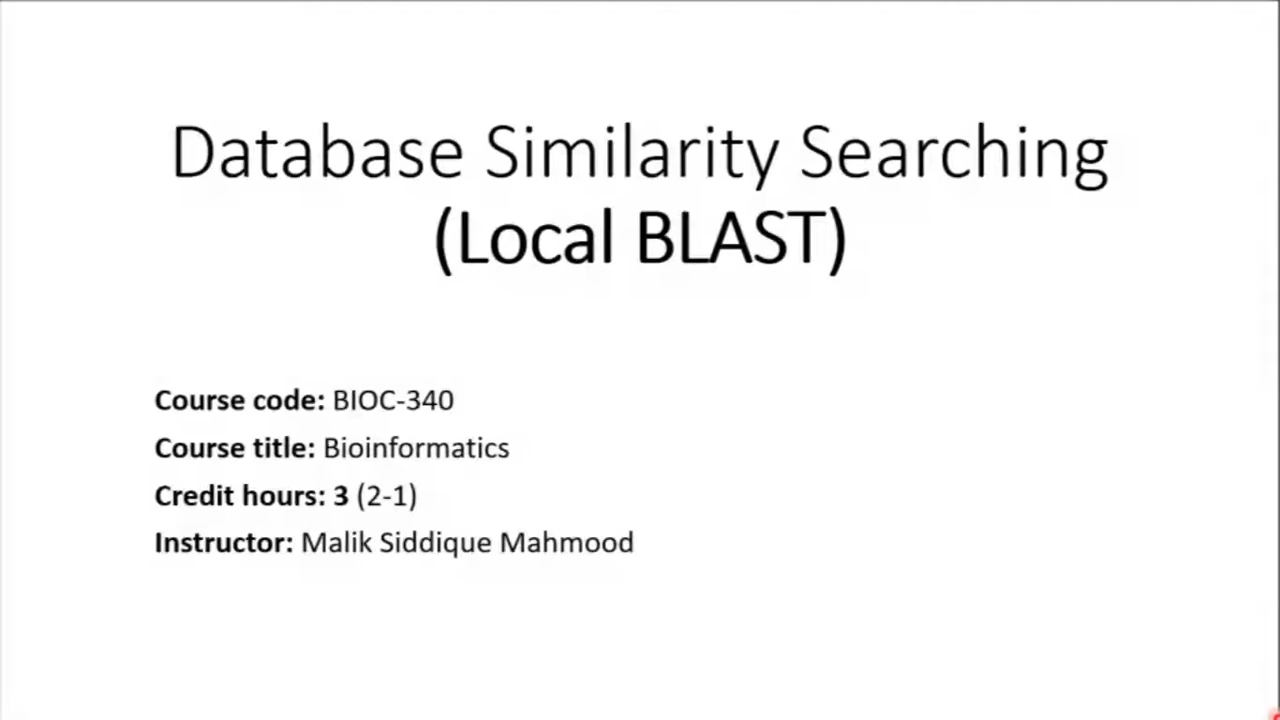 Database Similarity Searching
(Local BLAST)
Course code: BIOC-340
Course title: Bioinformatics
Credit hours: 3 (2-1)
Instructor: Malik Siddique Mahmood